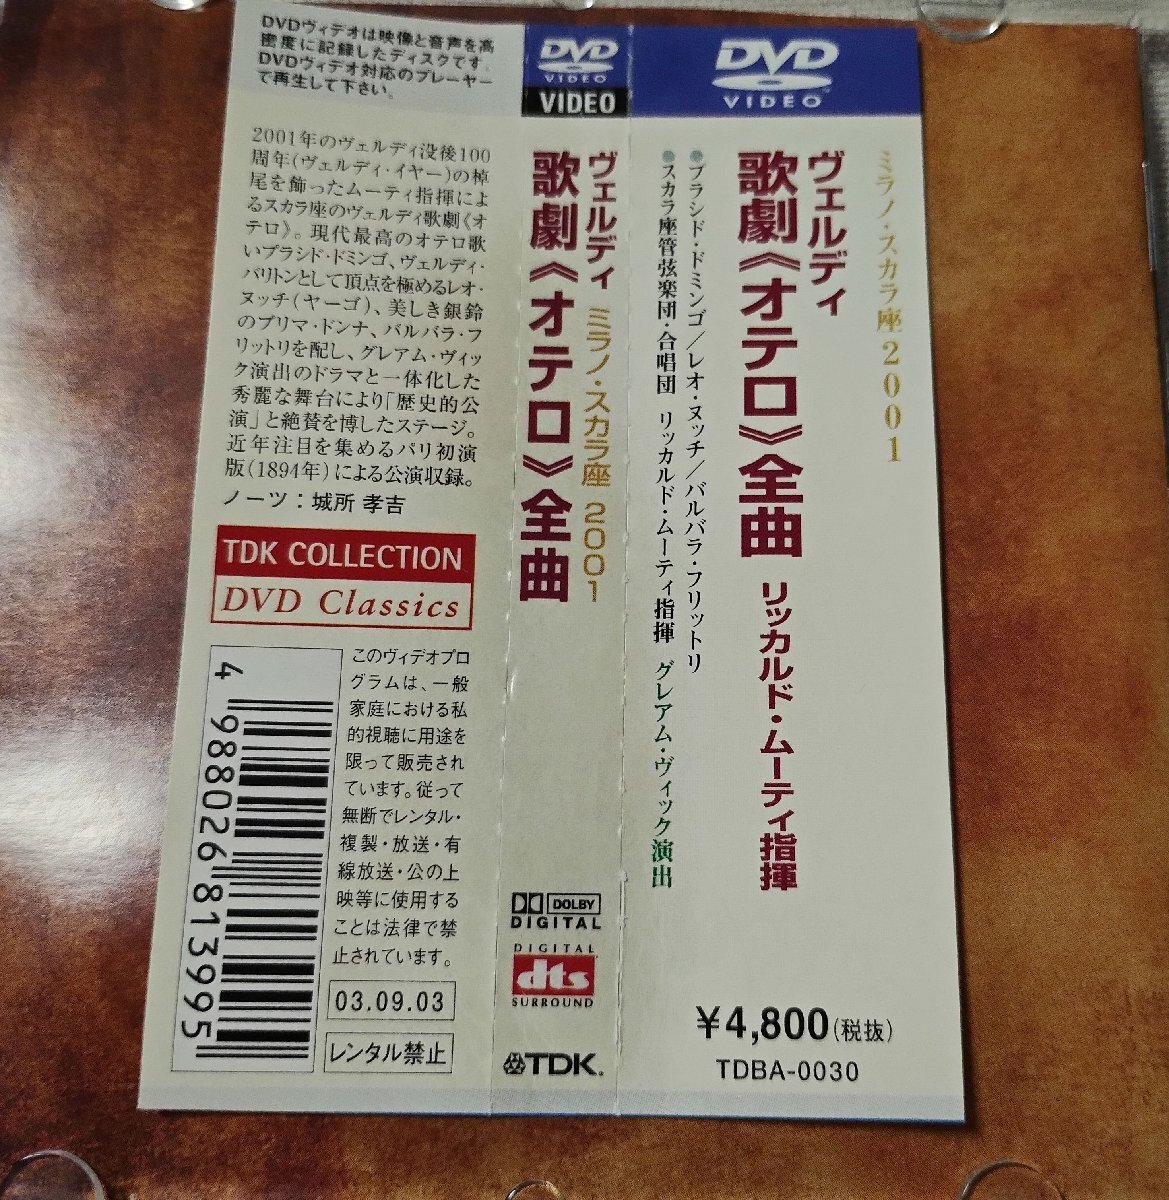 DVDヴィデオは映像と音声を高
密度に記録したディスクです。
DVDヴィデオ対応のプレーヤー
で再生して下さい。
2001年のヴェルディ没後100
周年(ヴェルディ・イヤー)の棹
尾を飾ったムーティ指揮によ
るスカラ座のヴェルディ歌劇《オ
テロ》。現代最高のオテロ歌
いプラシド・ドミンゴ、ヴェルディ・
バリトンとして頂点を極めるレオ・
ヌッチ(ヤーゴ)、美しき銀鈴
のプリマ・ドンナ、バルバラ・フ
リットリを配し、グレアム・ヴィッ
ク演出のドラマと一体化した
秀麗な舞台により「歴史的公
演」と絶賛を博したステージ。
近年注目を集めるパリ初演
版(1894年)による公演収録。
ノーツ：城所 孝吉
TDK COLLECTION
DVD Classics
4 988026 813995
このヴィデオプロ
グラムは、一般
家庭における私
的視聴に用途を
限って販売され
ています。従って
無断でレンタル・
複製・放送・有
線放送・公の上
映等に使用する
ことは法律で禁
止されています。
03.09.03
レンタル禁止
DVD
VIDEO
VIDEO
ヴェルディ ミラノ・スカラ座 2001
歌劇《オテロ》全曲
DOLBY
DIGITAL
DIGITAL
dts
SURROUND
TDK.
DVD
VIDEO™
ミラノ・スカラ座2001
ヴェルディ
歌劇《オテロ》全曲 リッカルド・ムーティ指揮
●プラシド・ドミンゴ／レオ・ヌッチ／バルバラ・フリットリ
●スカラ座管弦楽団・合唱団 リッカルド・ムーティ指揮 グレアム・ヴィック演出
￥4,800(税抜)
TDBA-0030